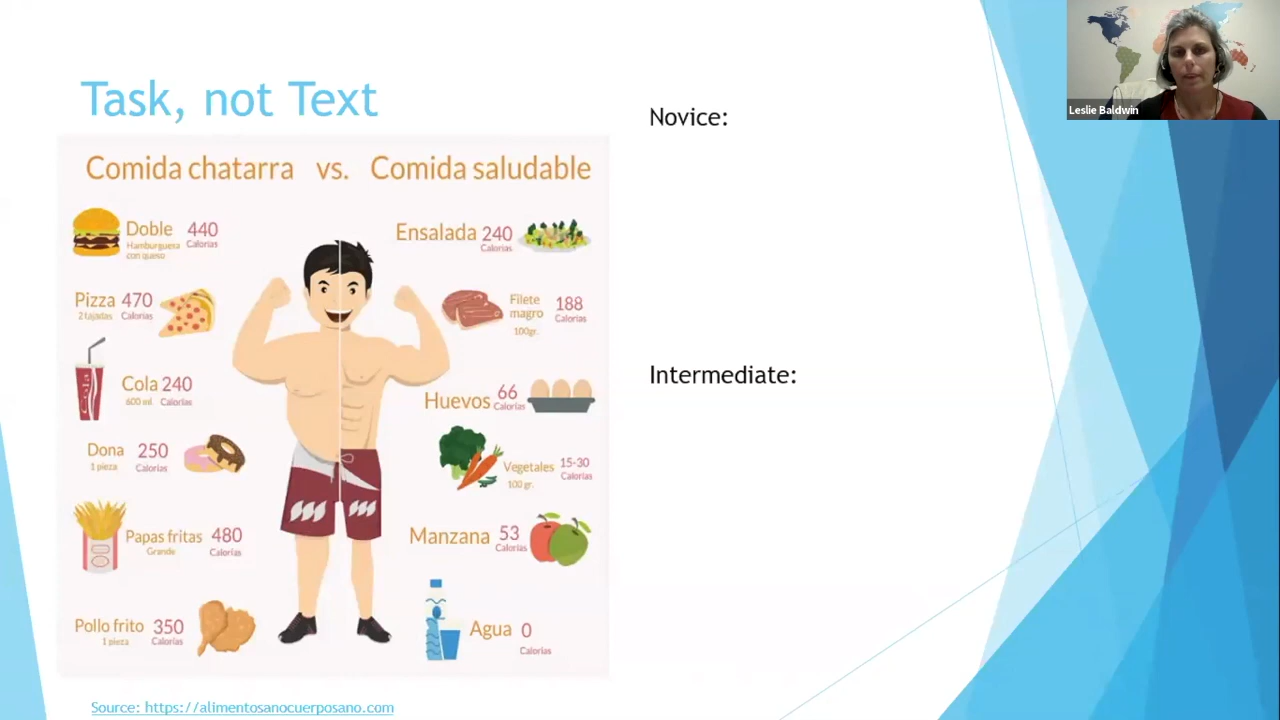 Task, not Text
Comida chatarra vs. Comida saludable
Doble 440
Hamburguesa Calorías
con queso
Pizza 470
2 tajadas Calorías
Cola
Cola 240
600 ml Calorías
Dona 250
1 pieza Calorías
Papas fritas 480
Grande Calorías
Pollo frito 350
1 pieza Calorías
Ensalada 240
Calorías
Filete
magro 188
100gr. Calorías
Huevos 66
Calorías
Vegetales 15-30
100 gr. Calorías
Manzana 53
Calorías
Agua 0
Calorías
Source: https://alimentosanocuerposano.com
Novice:
Intermediate:
Leslie Baldwin